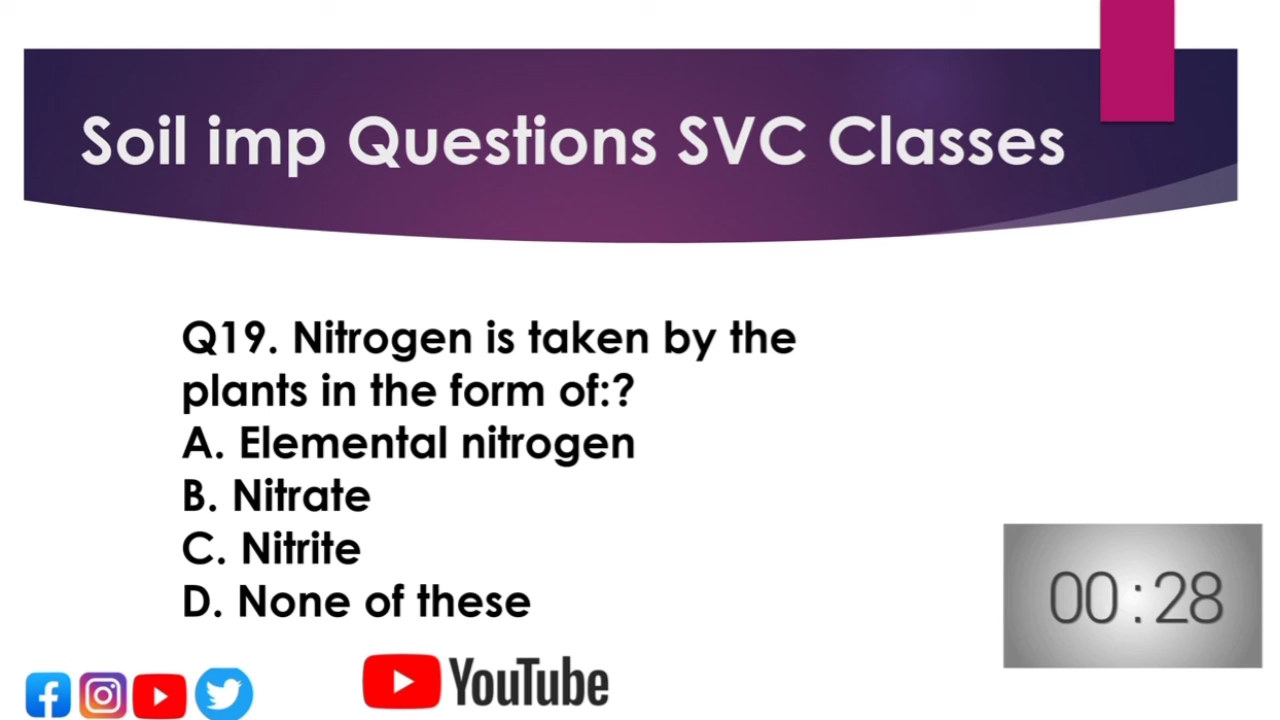 Soil imp Questions SVC Classes
Q19. Nitrogen is taken by the
plants in the form of:?
A. Elemental nitrogen
B. Nitrate
C. Nitrite
D. None of these
00:28
YouTube